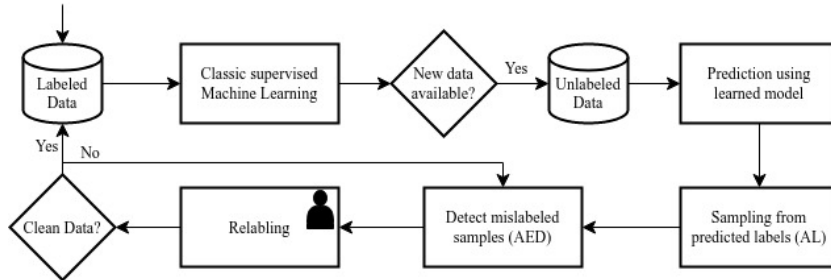 Labeled
Data
Classic supervised
Machine Learning
New data
available?
Yes
Unlabeled
Data
Prediction using
learned model
Yes
No
Clean Data?
Relabling
Detect mislabeled
samples (AED)
Sampling from
predicted labels (AL)